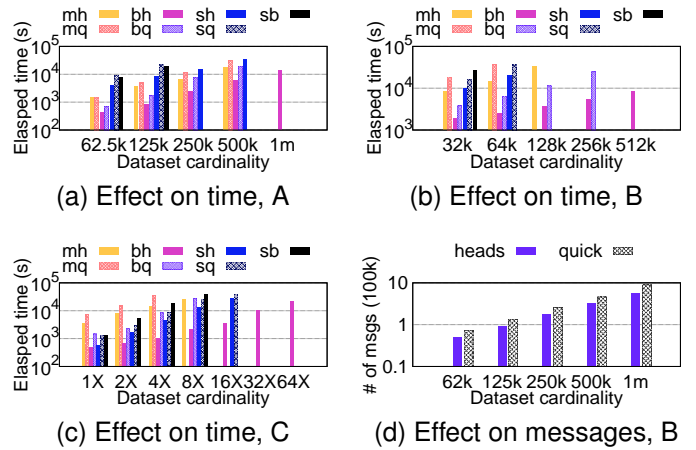 mh bh sh sb
mq bq sq
Elasped time (s)
10^5
10^4
10^3
10^2
62.5k 125k 250k 500k 1m
Dataset cardinality
(a) Effect on time, A
mh bh sh sb
mq bq sq
Elasped time (s)
10^5
10^4
10^3
32k 64k 128k 256k 512k
Dataset cardinality
(b) Effect on time, B
mh bh sh sb
mq bq sq
Elasped time (s)
10^5
10^4
10^3
10^2
1X 2X 4X 8X 16X 32X 64X
Dataset cardinality
(c) Effect on time, C
heads quick
# of msgs (100k)
10
1
0.1
62k 125k 250k 500k 1m
Dataset cardinality
(d) Effect on messages, B